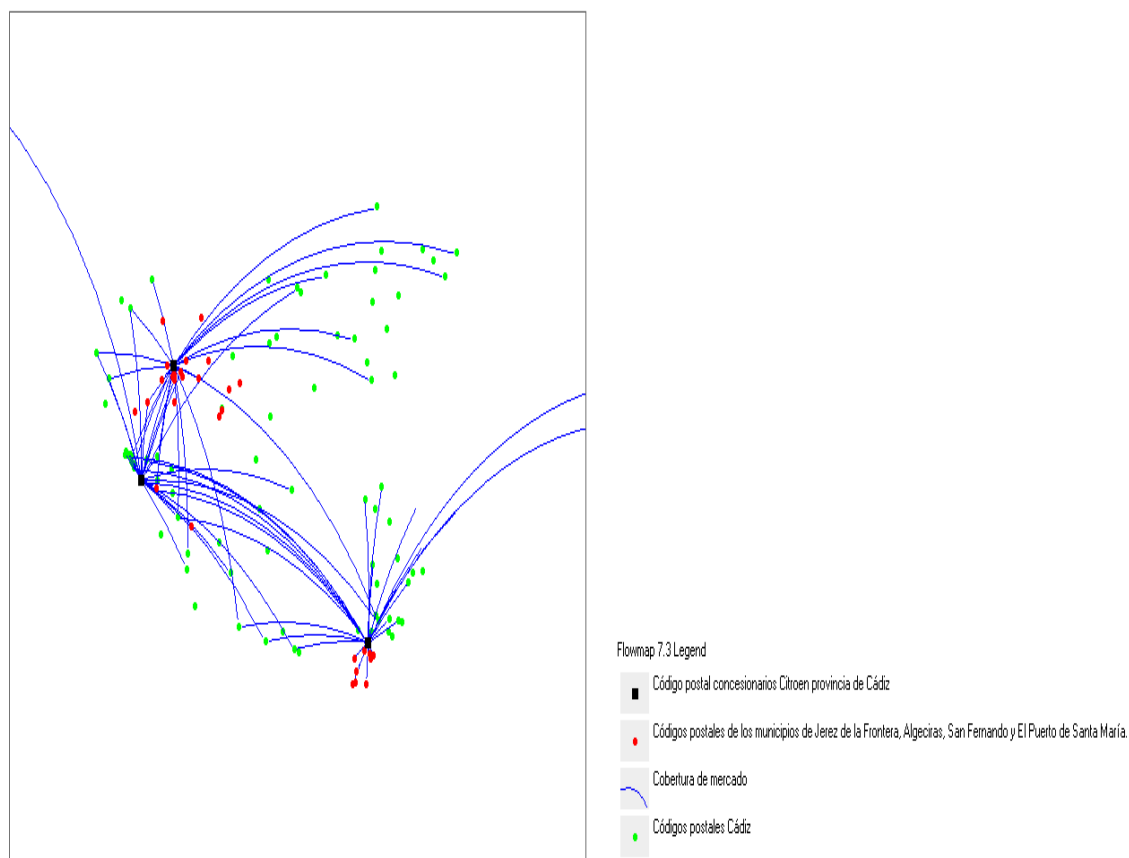 Flowmap 7.3 Legend
Código postal concesionarios Citroen provincia de Cádiz
Códigos postales de los municipios de Jerez de la Frontera, Algeciras, San Fernando y El Puerto de Santa María.
Cobertura de mercado
Códigos postales Cádiz